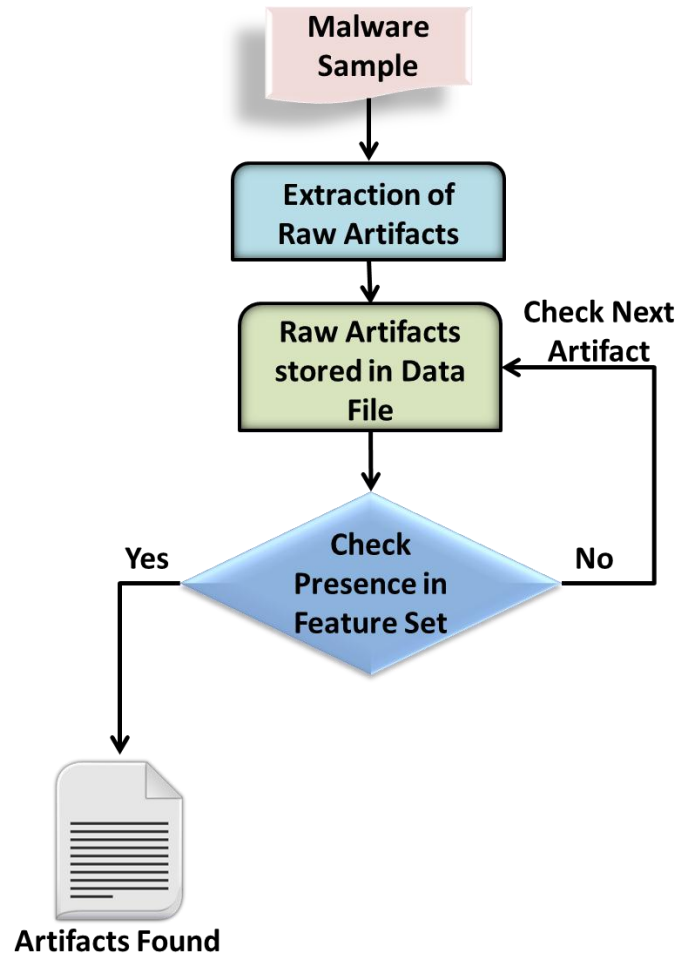 Malware
Sample
Extraction of
Raw Artifacts
Raw Artifacts
stored in Data
File
Check Next
Artifact
Check
Presence in
Feature Set
Yes
No
Artifacts Found